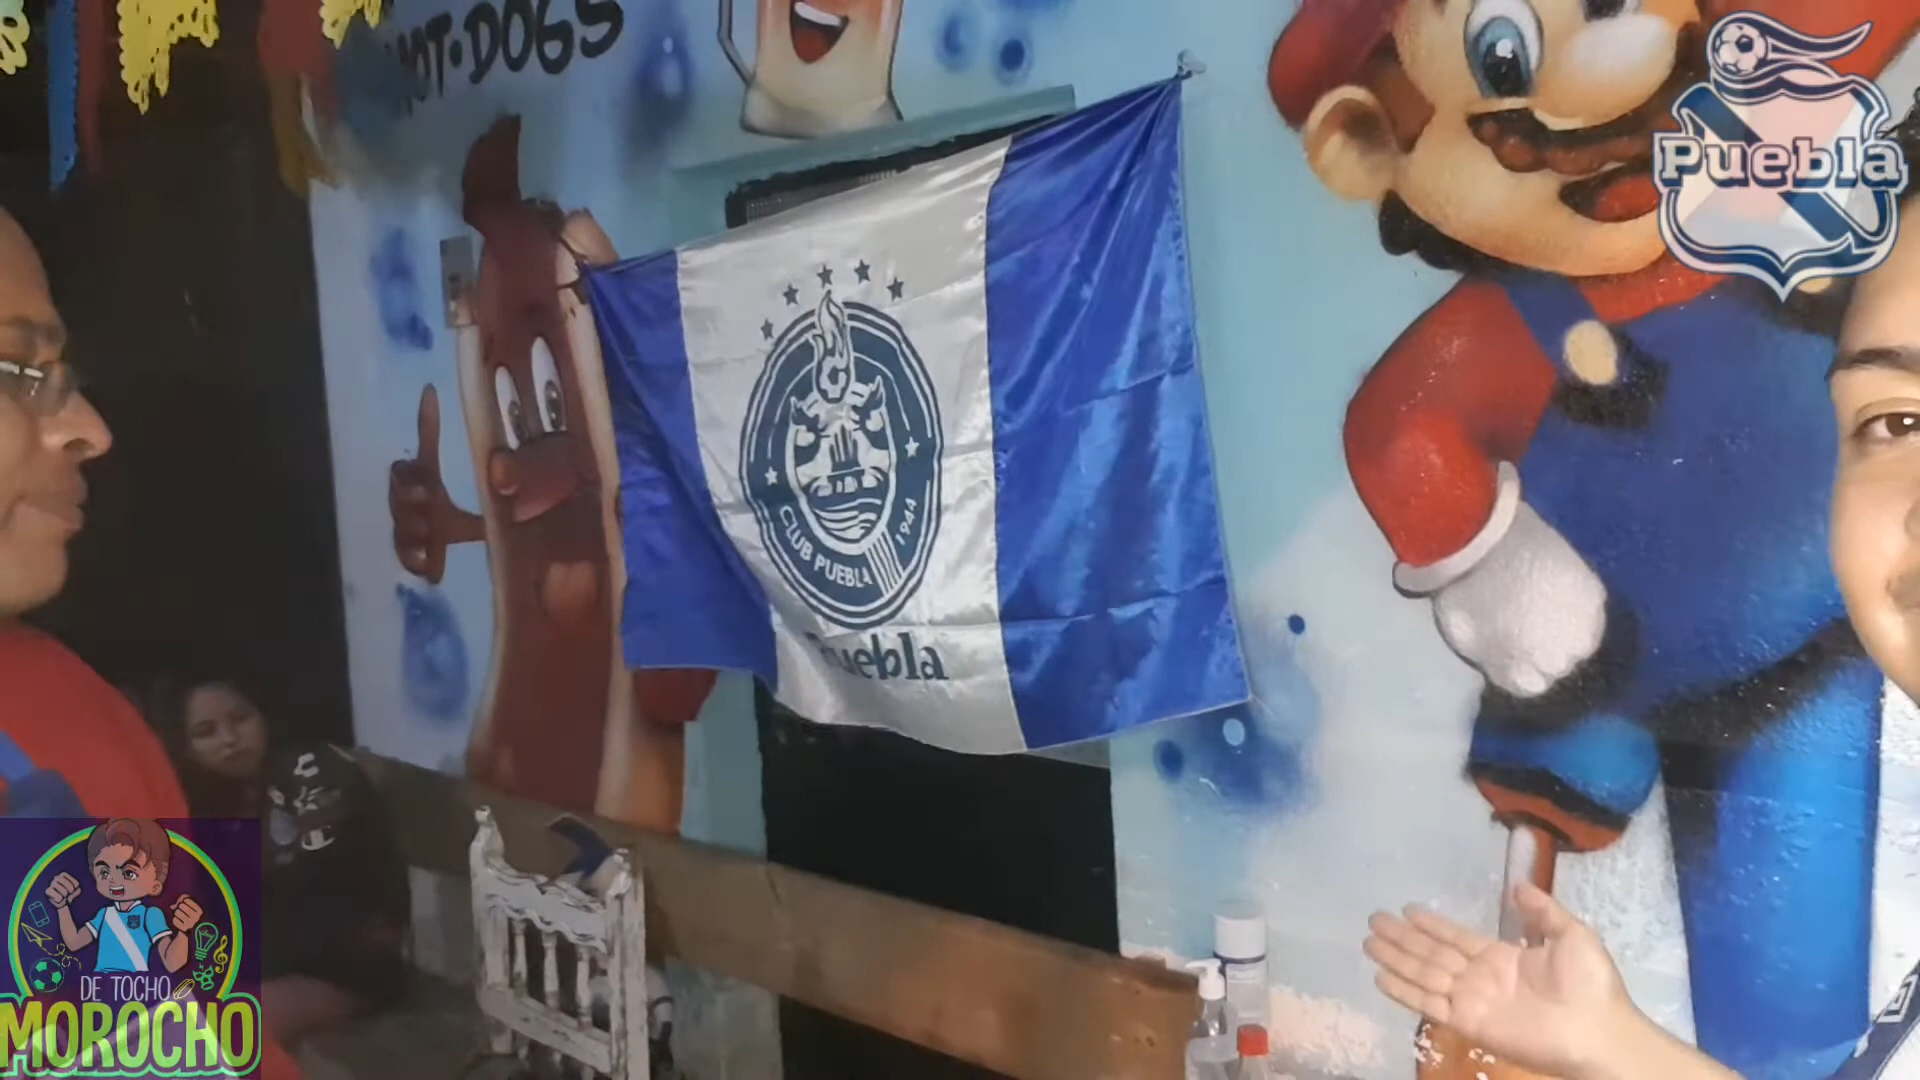 HOT·DOGS
Puebla
CLUB PUEBLA 1944
Puebla
DE TOCHO
MOROCHO